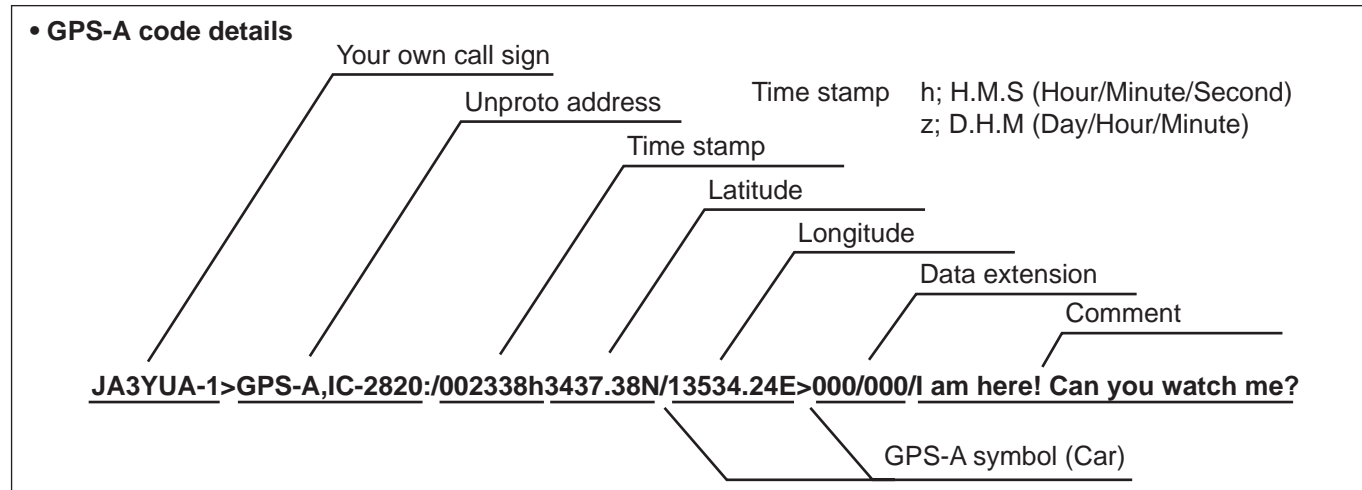 • GPS-A code details
Your own call sign
Unproto address
Time stamp h; H.M.S (Hour/Minute/Second)
z; D.H.M (Day/Hour/Minute)
Time stamp
Latitude
Longitude
Data extension
Comment
JA3YUA-1>GPS-A,IC-2820:/002338h3437.38N/13534.24E>000/000/I am here! Can you watch me?
GPS-A symbol (Car)